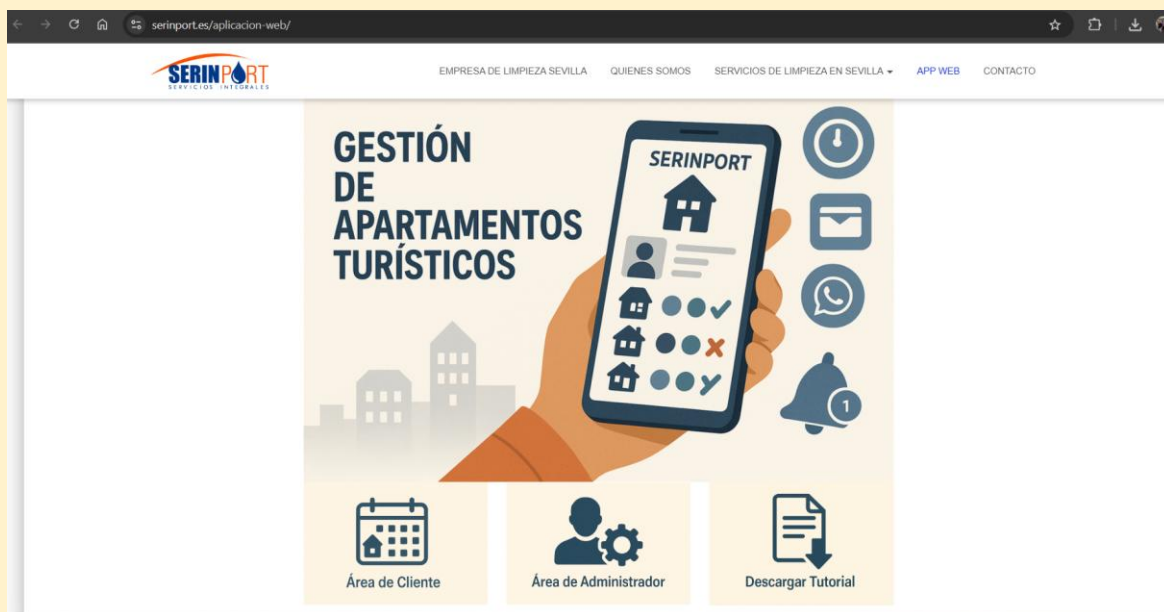 serinport.es/aplicacion-web/
SERINPORT
SERVICIOS INTEGRALES
EMPRESA DE LIMPIEZA SEVILLA QUIENES SOMOS SERVICIOS DE LIMPIEZA EN SEVILLA APP WEB CONTACTO
GESTIÓN
DE
APARTAMENTOS
TURÍSTICOS
SERINPORT
1
Área de Cliente
Área de Administrador
Descargar Tutorial